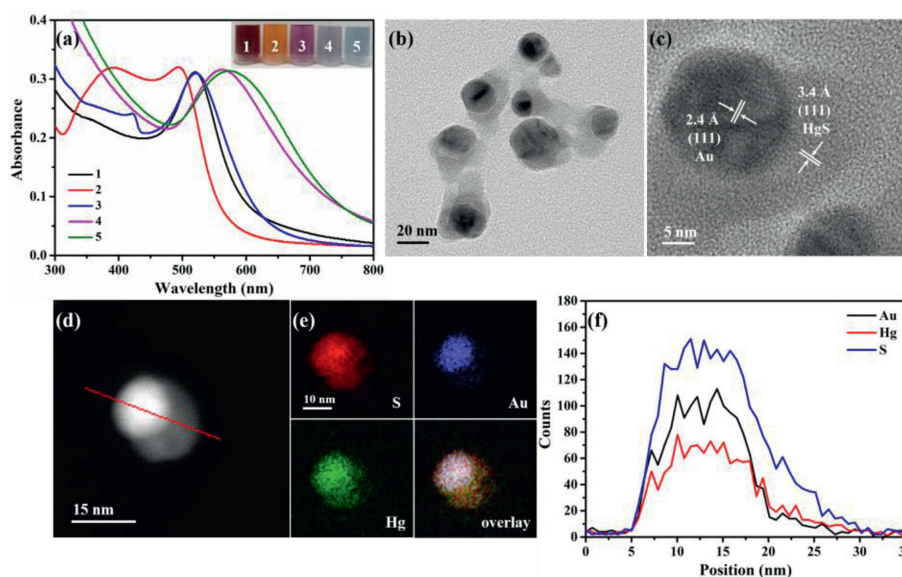 (a)
1 2 3 4 5
Absorbance
0.4
0.3
0.2
0.1
0.0
1
2
3
4
5
300 400 500 600 700 800
Wavelength (nm)
(b)
20 nm
(c)
2.4 Å
(111)
Au
3.4 Å
(111)
HgS
5 nm
(d)
15 nm
(e)
10 nm
S
Au
Hg
overlay
(f)
Au
Hg
S
Counts
180
160
140
120
100
80
60
40
20
0
0 5 10 15 20 25 30
Position (nm)